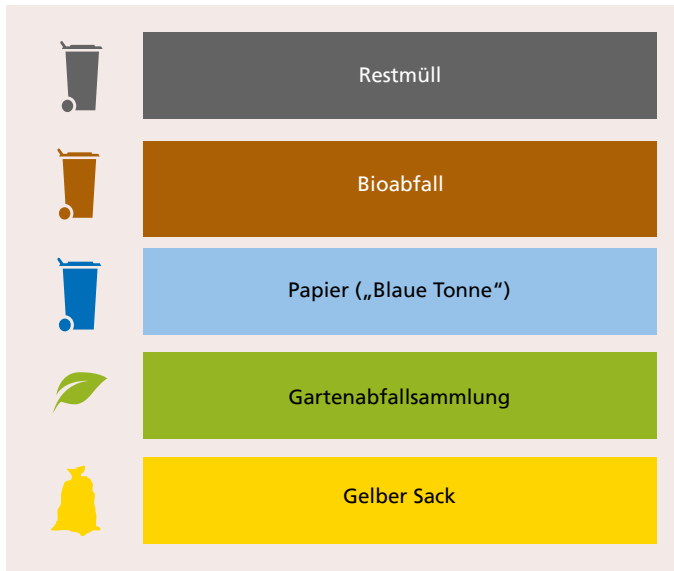 Restmüll
Bioabfall
Papier („Blaue Tonne“)
Gartenabfallsammlung
Gelber Sack